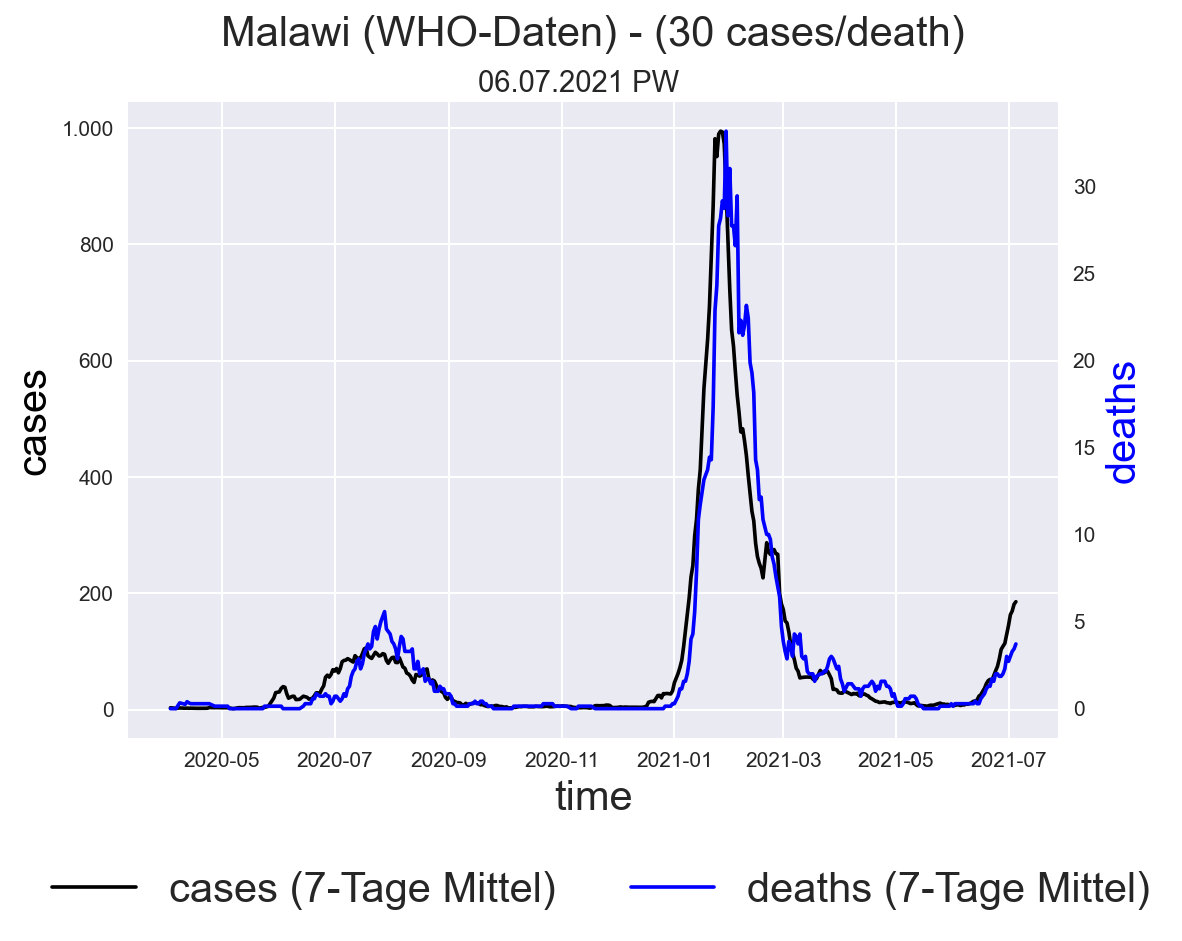 Malawi (WHO-Daten) - (30 cases/death)
06.07.2021 PW
1.000
800
600
400
200
0
cases
30
25
20
15
10
5
0
deaths
2020-05 2020-07 2020-09 2020-11 2021-01 2021-03 2021-05 2021-07
time
cases (7-Tage Mittel) deaths (7-Tage Mittel)